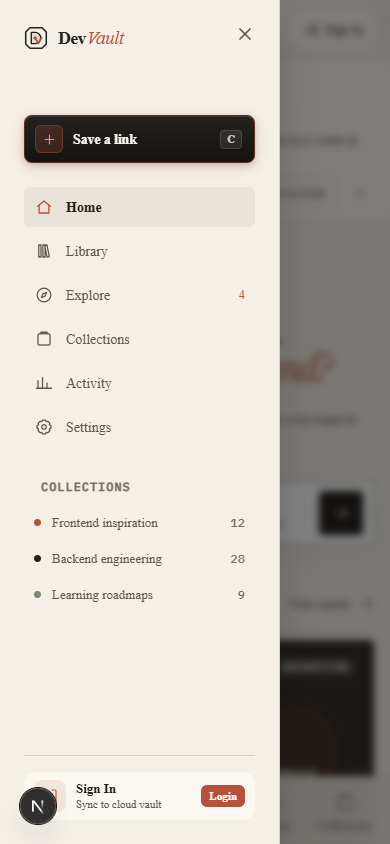 DevVault
Save a link C
Home
Library
Explore 4
Collections
Activity
Settings
COLLECTIONS
Frontend inspiration 12
Backend engineering 28
Learning roadmaps 9
Sign In
Sync to cloud vault
Login
N